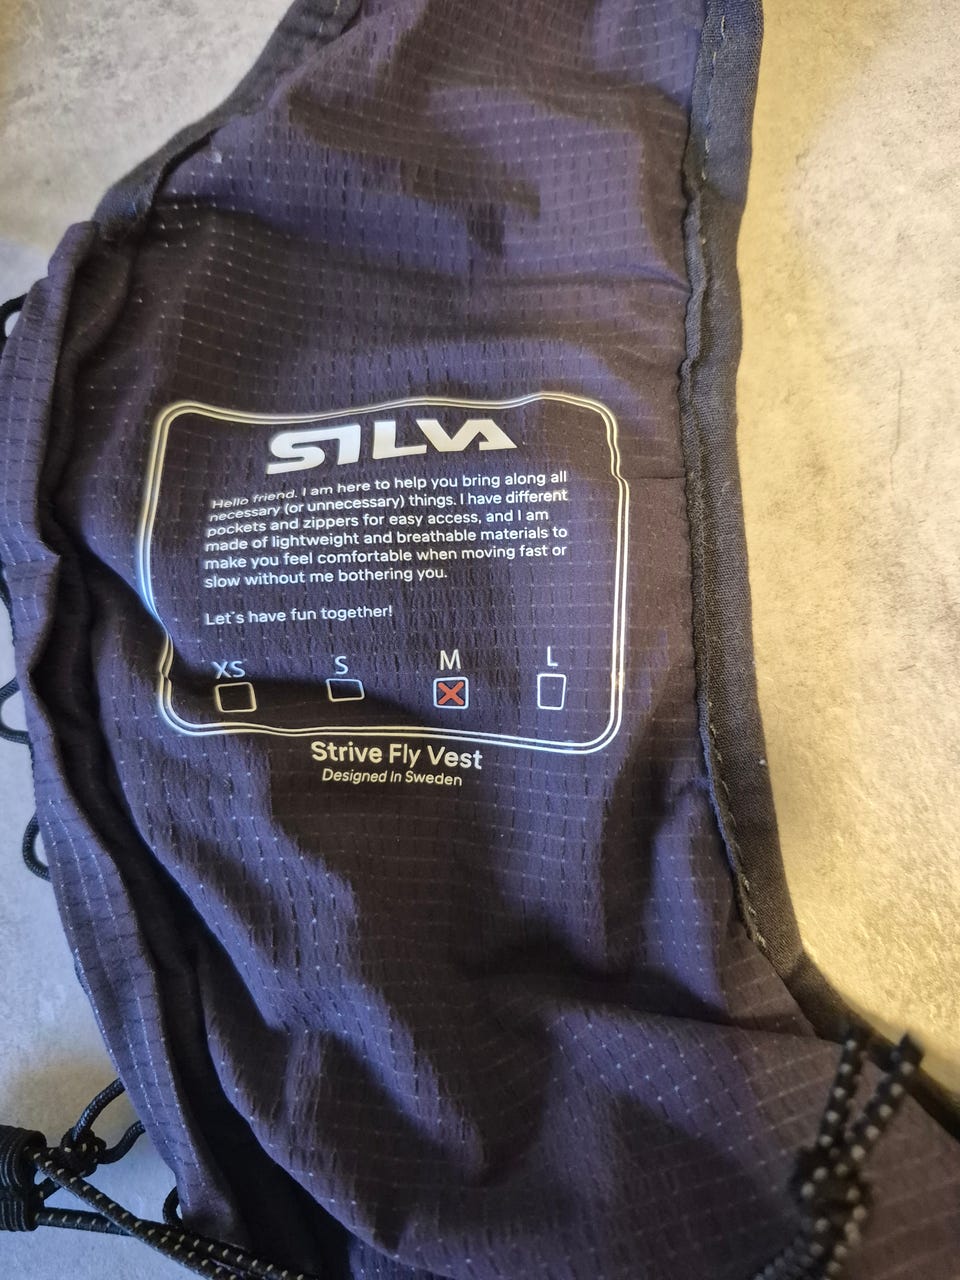 SILVA
Hello friend. I am here to help you bring along all
necessary (or unnecessary) things. I have different
pockets and zippers for easy access, and I am
made of lightweight and breathable materials to
make you feel comfortable when moving fast or
slow without me bothering you.
Let's have fun together!
XS S M L
Strive Fly Vest
Designed In Sweden